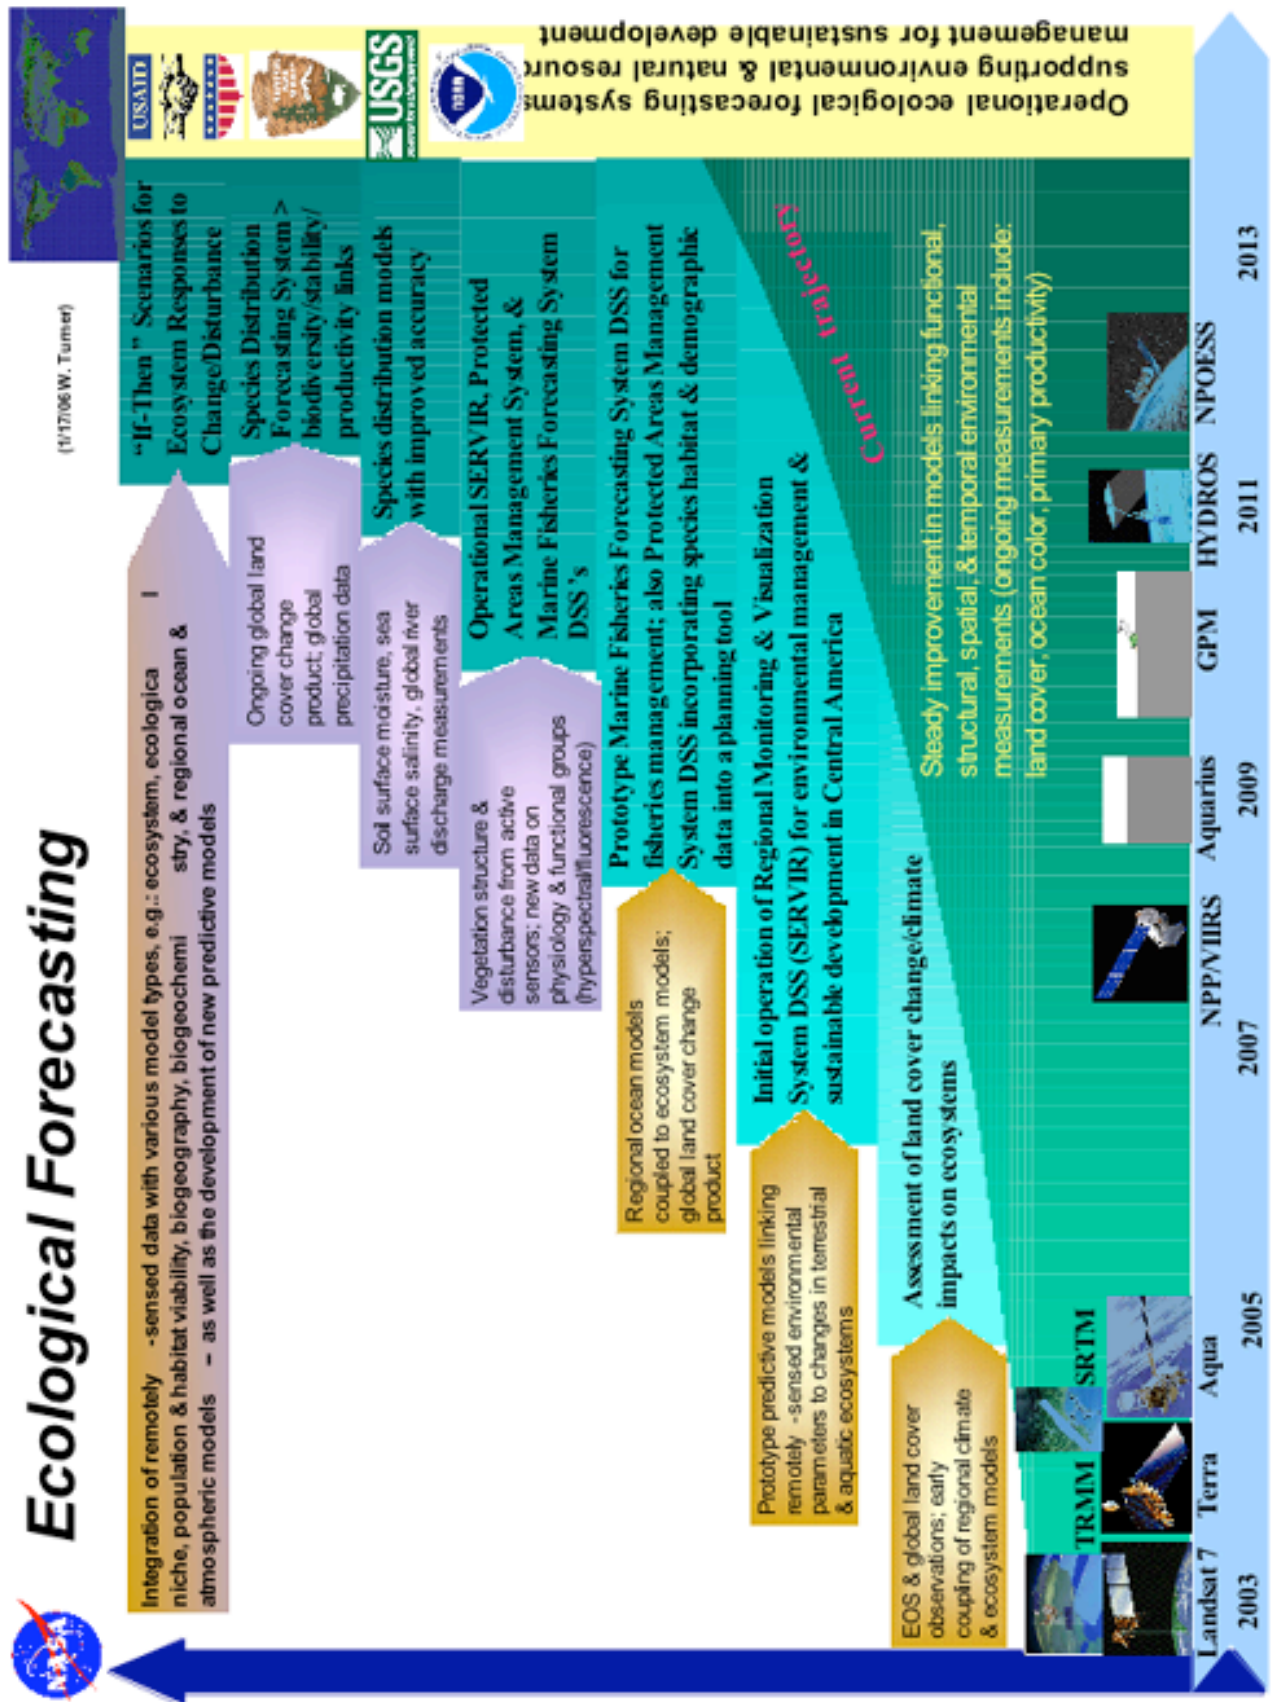 Ecological Forecasting
(1/17/06 W. Turner)
NASA
Integration of remotely -sensed data with various model types, e.g.: ecosystem, ecologica l
niche, population & habitat viability, biogeography, biogeochemi stry, & regional ocean &
atmospheric models – as well as the development of new predictive models
"If-Then" Scenarios for
Ecosystem Responses to
Change/Disturbance
Ongoing global land
cover change
product; global
precipitation data
Species Distribution
Forecasting System >
biodiversity/stability/
productivity links
Soil surface moisture, sea
surface salinity, global river
discharge measurements
Species distribution models
with improved accuracy
Vegetation structure &
disturbance from active
sensors; new data on
physiology & functional groups
(hyperspectral/fluorescence)
Operational SERVIR, Protected
Areas Management System, &
Marine Fisheries Forecasting System
DSS 's
Regional ocean models
coupled to ecosystem models;
global land cover change
product
Prototype Marine Fisheries Forecasting System DSS for
fisheries management; also Protected Areas Management
System DSS incorporating species habitat & demographic
data into a planning tool
Prototype predictive models linking
remotely -sensed environmental
parameters to changes in terrestrial
& aquatic ecosystems
Initial operation of Regional Monitoring & Visualization
System DSS (SERVIR) for environmental management &
sustainable development in Central America
EOS & global land cover
observations; early
coupling of regional climate
& ecosystem models
Assessment of land cover change/climate
impacts on ecosystems
Current trajectory
Steady improvement in models linking functional,
structural, spatial, & temporal environmental
measurements (ongoing measurements include:
land cover, ocean color, primary productivity)
USAID
USGS
NOAA
Operational ecological forecasting systems
supporting environmental & natural resourc
management for sustainable development
TRMM SRTM
Landsat 7 Terra Aqua NPP/VIIRS Aquarius GPM HYDROS NPOESS
2003 2005 2007 2009 2011 2013